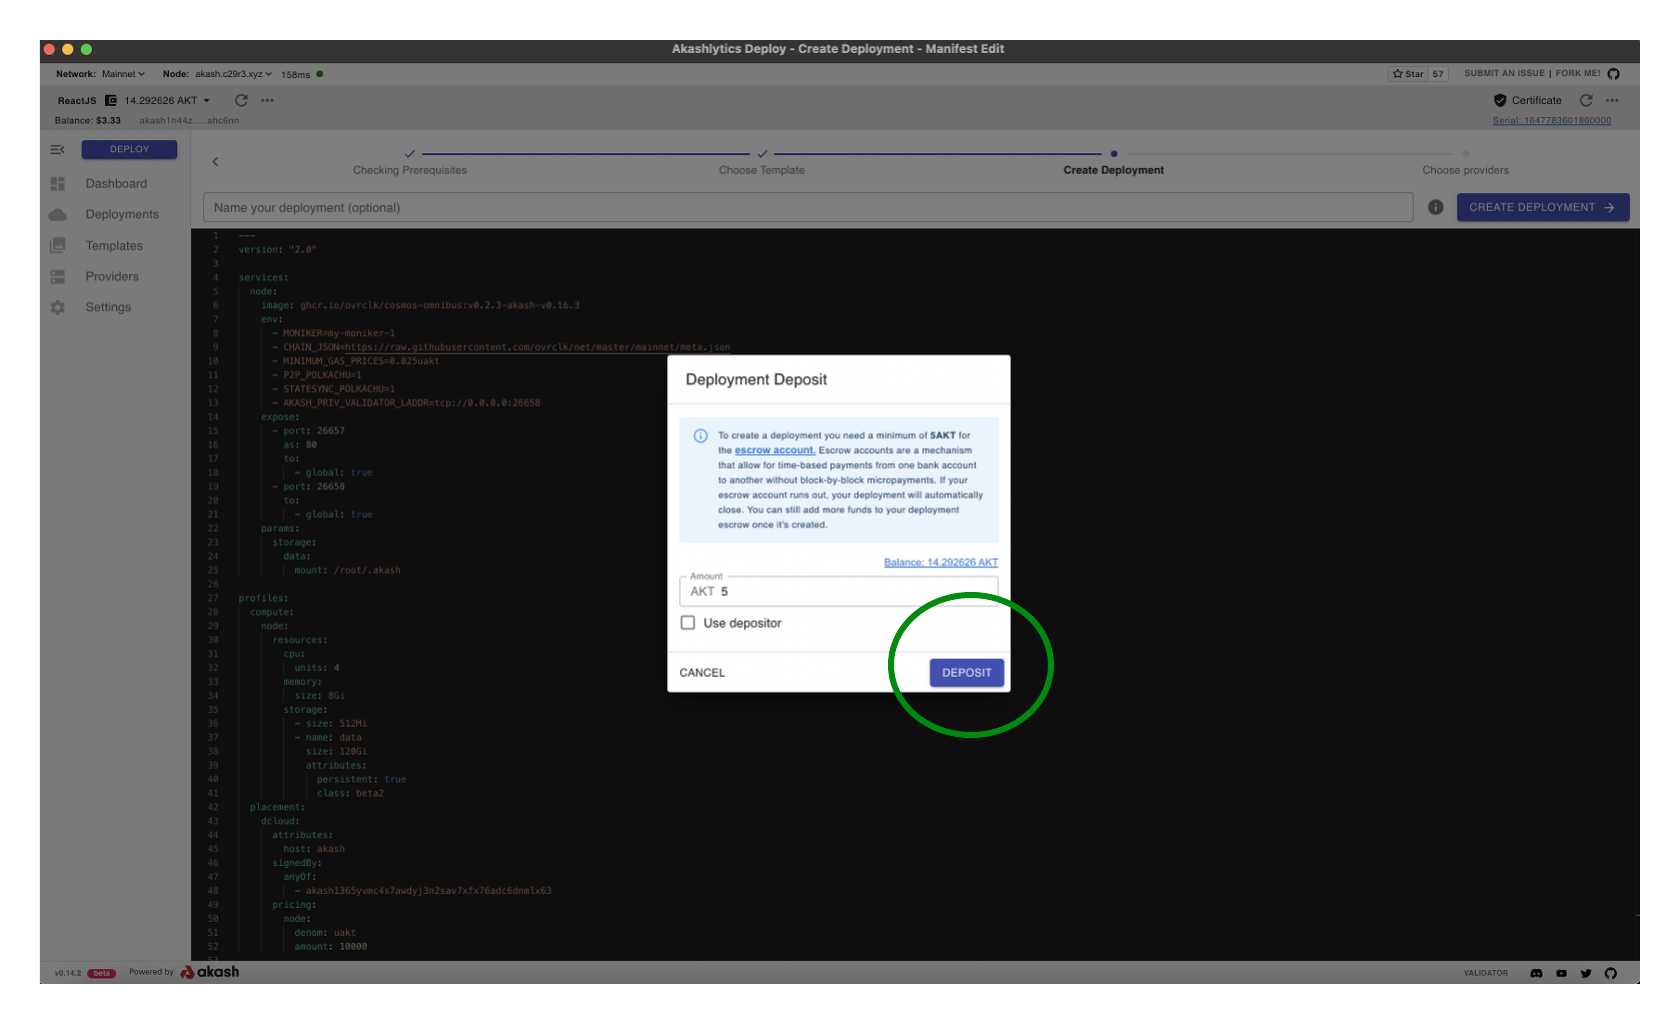 Akashlytics Deploy - Create Deployment - Manifest Edit
Network: Mainnet Node: akash.c29r3.xyz 158ms
Star 57 SUBMIT AN ISSUE | FORK ME!
ReactJS 14.292626 AKT
Certificate
Balance: $3.33 akash1n44z.....ahc6nn
Serial: 1647783601860000
DEPLOY
Dashboard
Deployments
Templates
Providers
Settings
Checking Prerequisites
Choose Template
Create Deployment
Choose providers
Name your deployment (optional)
CREATE DEPLOYMENT
1 ---
2 version: "2.0"
3
4 services:
5 node:
6 image: ghcr.io/ovrclk/cosmos-omnibus:v0.2.3-akash-v0.16.3
7 env:
8 - MONIKER=my-moniker-1
9 - CHAIN_JSON=https://raw.githubusercontent.com/ovrclk/net/master/mainnet/meta.json
10 - MINIMUM_GAS_PRICES=0.025uakt
11 - P2P_POLKACHU=1
12 - STATESYNC_POLKACHU=1
13 - AKASH_PRIV_VALIDATOR_LADDR=tcp://0.0.0.0:26658
14 expose:
15 - port: 26657
16 as: 80
17 to:
18 - global: true
19 - port: 26658
20 to:
21 - global: true
22 params:
23 storage:
24 data:
25 mount: /root/.akash
26
27 profiles:
28 compute:
29 node:
30 resources:
31 cpu:
32 units: 4
33 memory:
34 size: 8Gi
35 storage:
36 - size: 512Mi
37 - name: data
38 size: 120Gi
39 attributes:
40 persistent: true
41 class: beta2
42 placement:
43 dcloud:
44 attributes:
45 host: akash
46 signedBy:
47 anyOf:
48 - akash1365yvmc4s7awdyj3n2sav7xfx76adc6dnmlx63
49 pricing:
50 node:
51 denom: uakt
52 amount: 10000
53
Deployment Deposit
To create a deployment you need a minimum of 5AKT for
the escrow account. Escrow accounts are a mechanism
that allow for time-based payments from one bank account
to another without block-by-block micropayments. If your
escrow account runs out, your deployment will automatically
close. You can still add more funds to your deployment
escrow once it's created.
Balance: 14.292626 AKT
Amount
AKT 5
Use depositor
CANCEL
DEPOSIT
v0.14.2 beta Powered by akash
VALIDATOR